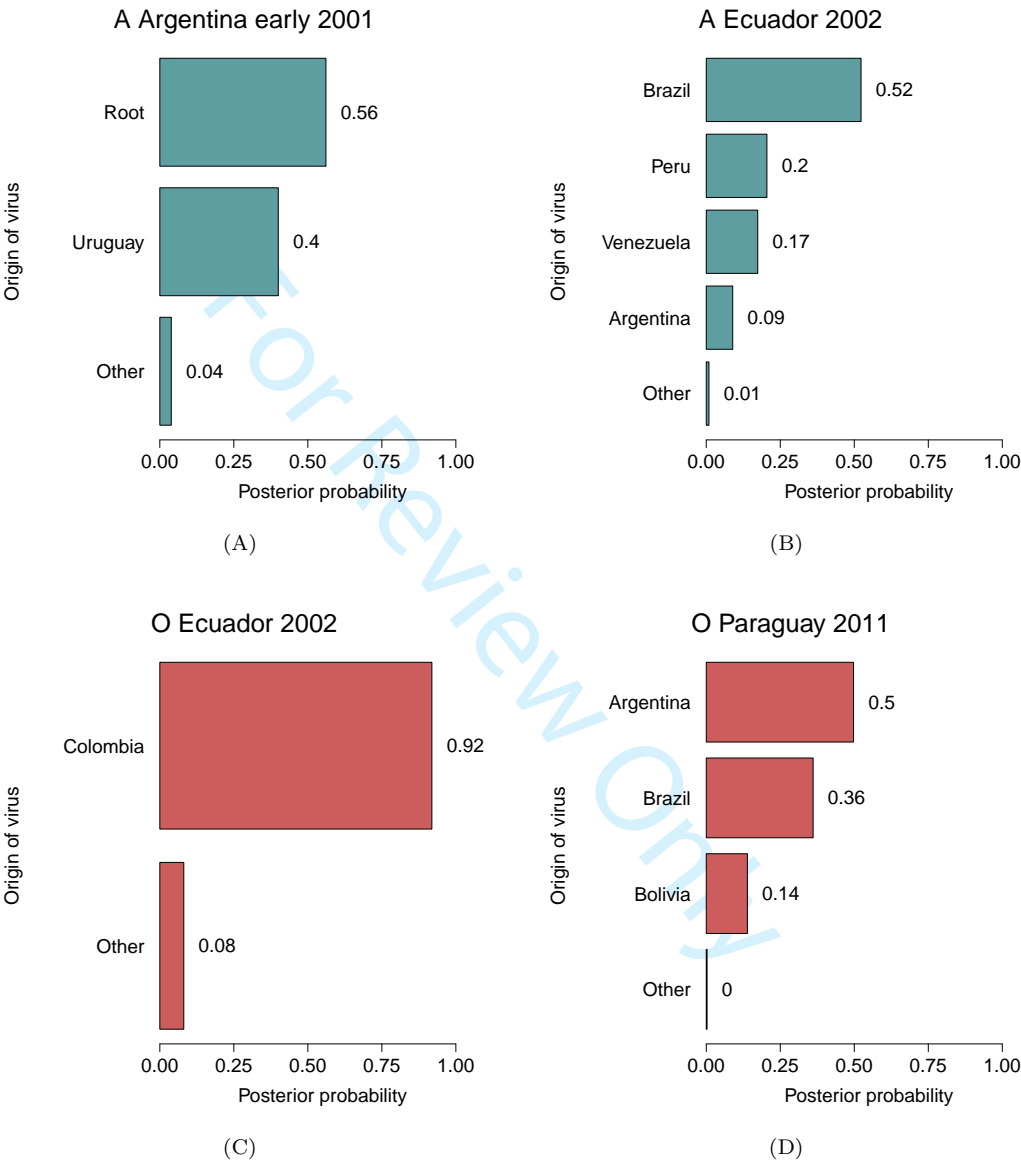 A Argentina early 2001
Origin of virus
Root
0.56
Uruguay
0.4
Other
0.04
0.00 0.25 0.50 0.75 1.00
Posterior probability
(A)
A Ecuador 2002
Origin of virus
Brazil
0.52
Peru
0.2
Venezuela
0.17
Argentina
0.09
Other
0.01
0.00 0.25 0.50 0.75 1.00
Posterior probability
(B)
O Ecuador 2002
Origin of virus
Colombia
0.92
Other
0.08
0.00 0.25 0.50 0.75 1.00
Posterior probability
(C)
O Paraguay 2011
Origin of virus
Argentina
0.5
Brazil
0.36
Bolivia
0.14
Other
0
0.00 0.25 0.50 0.75 1.00
Posterior probability
(D)
For Review Only